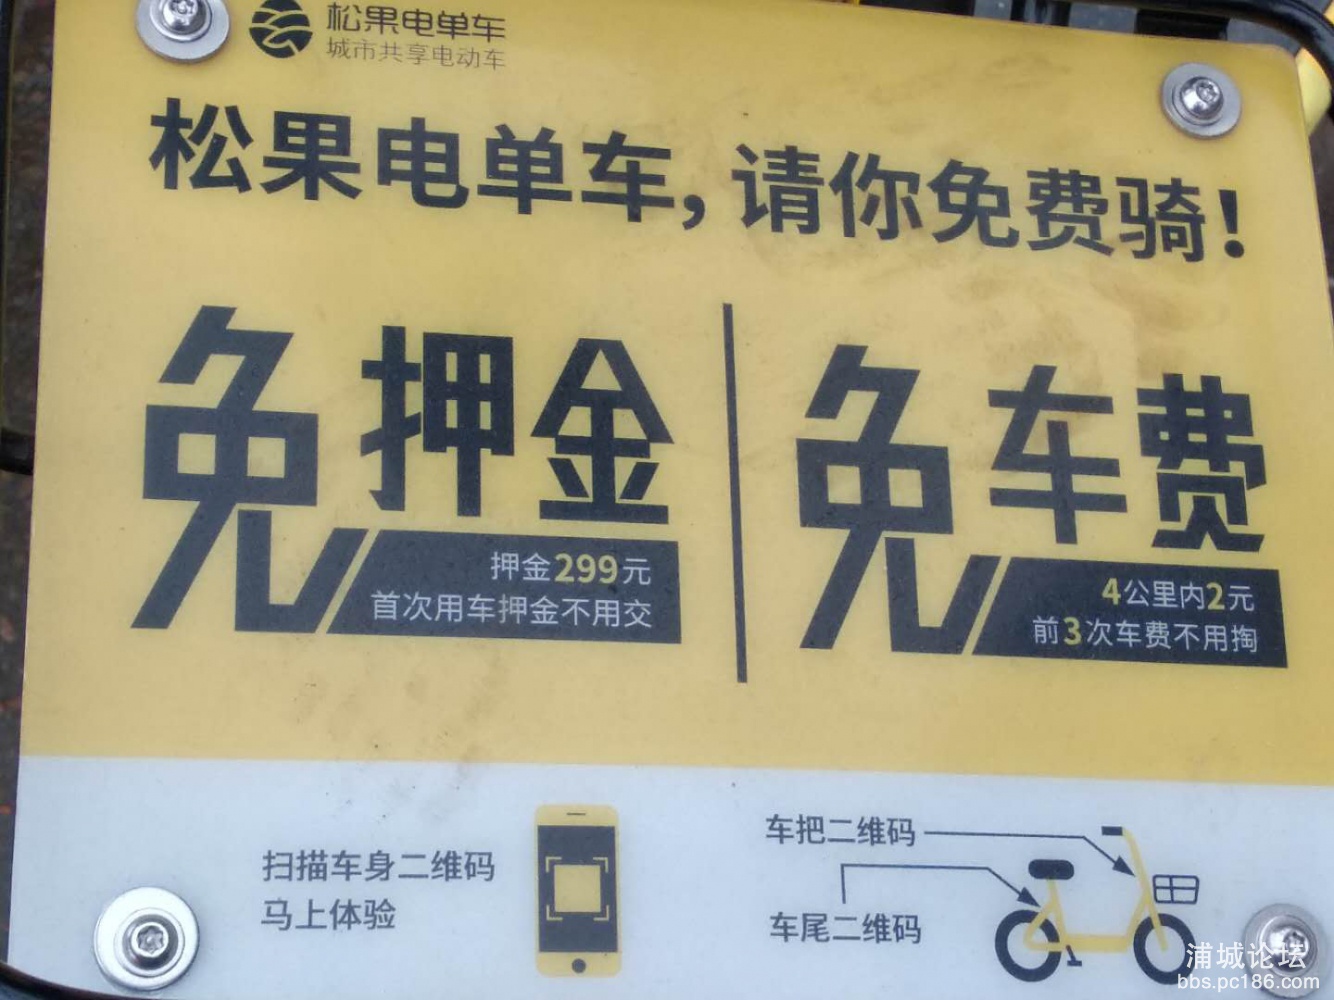 松果电单车
城市共享电动车
松果电单车,请你免费骑!
免押金
押金299元
首次用车押金不用交
免车费
4公里内2元
前3次车费不用掏
扫描车身二维码
马上体验
车把二维码
车尾二维码
浦城论坛
bbs.pc186.com